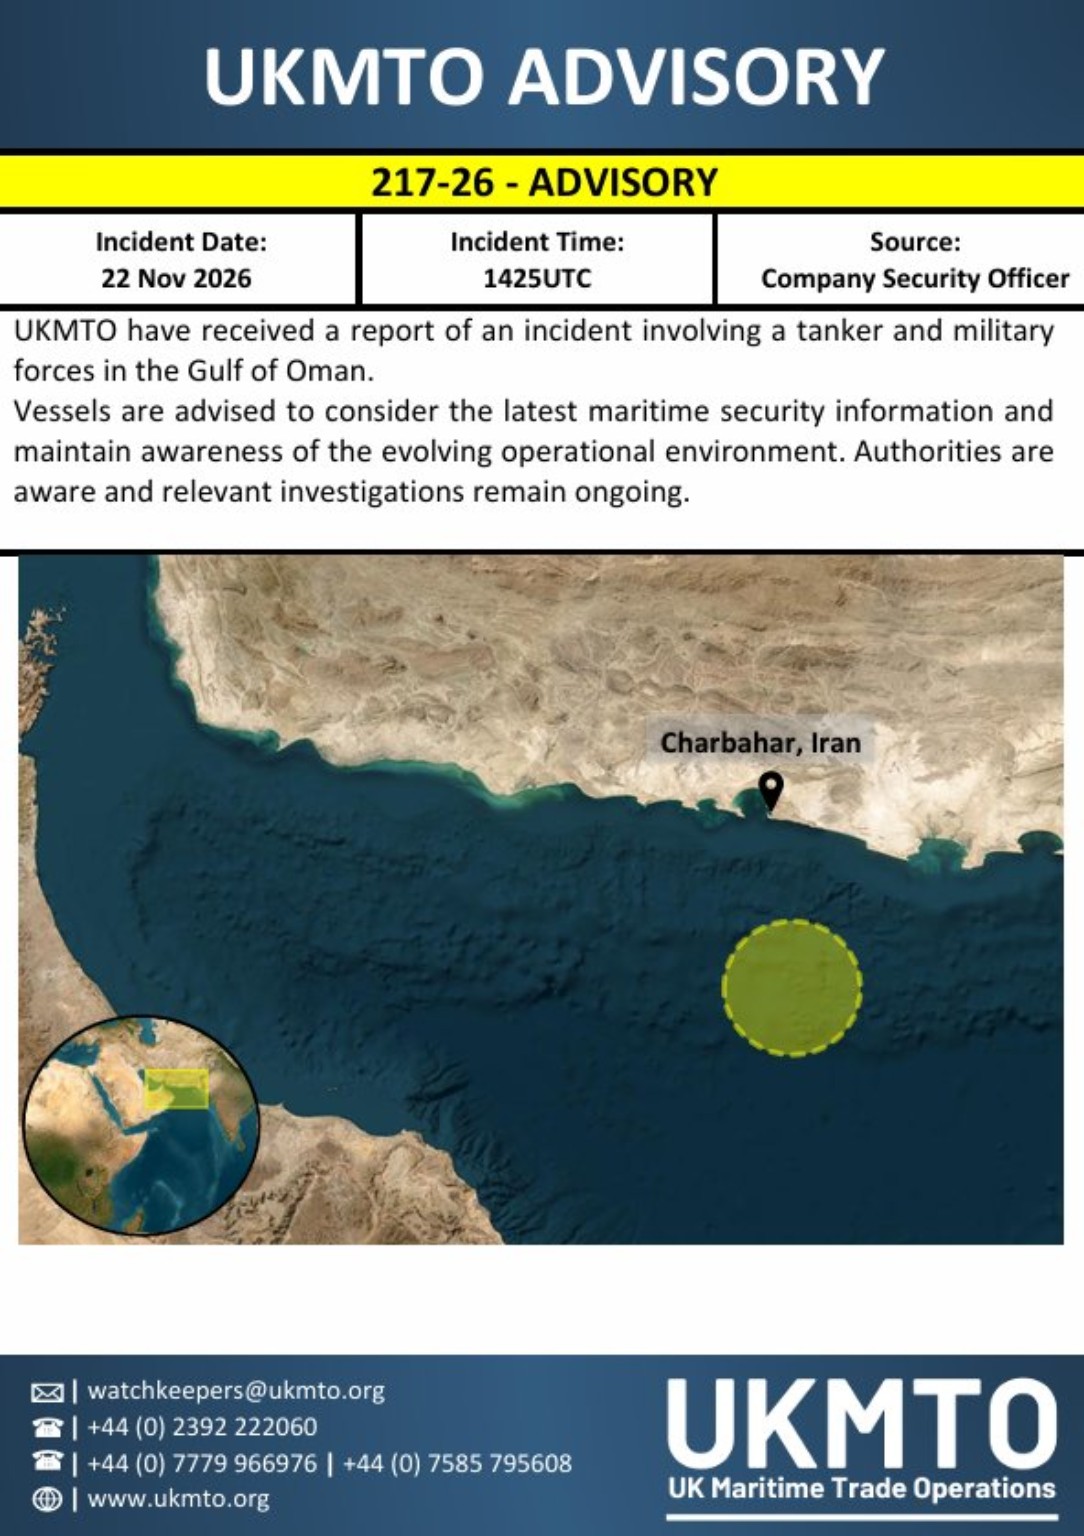 UKMTO ADVISORY
217-26 - ADVISORY
Incident Date:
22 Nov 2026
Incident Time:
1425UTC
Source:
Company Security Officer
UKMTO have received a report of an incident involving a tanker and military
forces in the Gulf of Oman.
Vessels are advised to consider the latest maritime security information and
maintain awareness of the evolving operational environment. Authorities are
aware and relevant investigations remain ongoing.
Charbahar, Iran
| watchkeepers@ukmto.org
| +44 (0) 2392 222060
| +44 (0) 7779 966976 | +44 (0) 7585 795608
| www.ukmto.org
UKMTO
UK Maritime Trade Operations